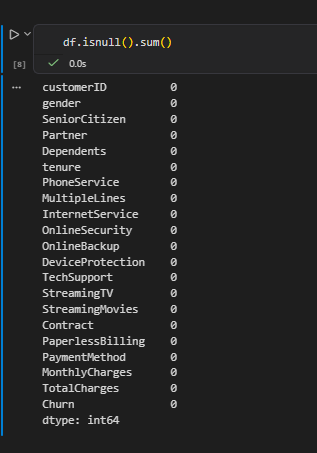 df.isnull().sum()
[8] 0.0s
... customerID 0
gender 0
SeniorCitizen 0
Partner 0
Dependents 0
tenure 0
PhoneService 0
MultipleLines 0
InternetService 0
OnlineSecurity 0
OnlineBackup 0
DeviceProtection 0
TechSupport 0
StreamingTV 0
StreamingMovies 0
Contract 0
PaperlessBilling 0
PaymentMethod 0
MonthlyCharges 0
TotalCharges 0
Churn 0
dtype: int64